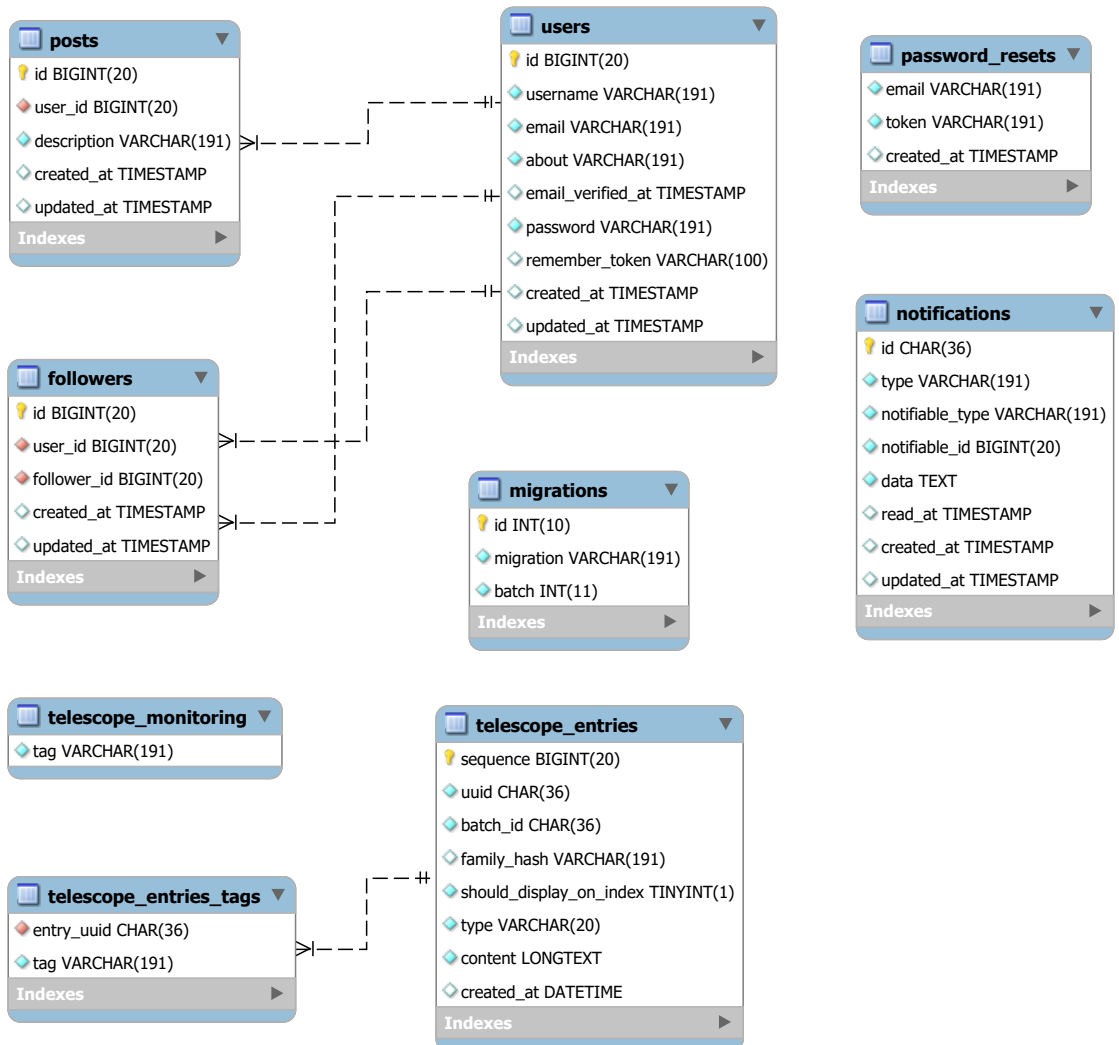 posts
id BIGINT(20)
user_id BIGINT(20)
description VARCHAR(191)
created_at TIMESTAMP
updated_at TIMESTAMP
Indexes
users
id BIGINT(20)
username VARCHAR(191)
email VARCHAR(191)
about VARCHAR(191)
email_verified_at TIMESTAMP
password VARCHAR(191)
remember_token VARCHAR(100)
created_at TIMESTAMP
updated_at TIMESTAMP
Indexes
password_resets
email VARCHAR(191)
token VARCHAR(191)
created_at TIMESTAMP
Indexes
followers
id BIGINT(20)
user_id BIGINT(20)
follower_id BIGINT(20)
created_at TIMESTAMP
updated_at TIMESTAMP
Indexes
migrations
id INT(10)
migration VARCHAR(191)
batch INT(11)
Indexes
notifications
id CHAR(36)
type VARCHAR(191)
notifiable_type VARCHAR(191)
notifiable_id BIGINT(20)
data TEXT
read_at TIMESTAMP
created_at TIMESTAMP
updated_at TIMESTAMP
Indexes
telescope_monitoring
tag VARCHAR(191)
telescope_entries
sequence BIGINT(20)
uuid CHAR(36)
batch_id CHAR(36)
family_hash VARCHAR(191)
should_display_on_index TINYINT(1)
type VARCHAR(20)
content LONGTEXT
created_at DATETIME
Indexes
telescope_entries_tags
entry_uuid CHAR(36)
tag VARCHAR(191)
Indexes